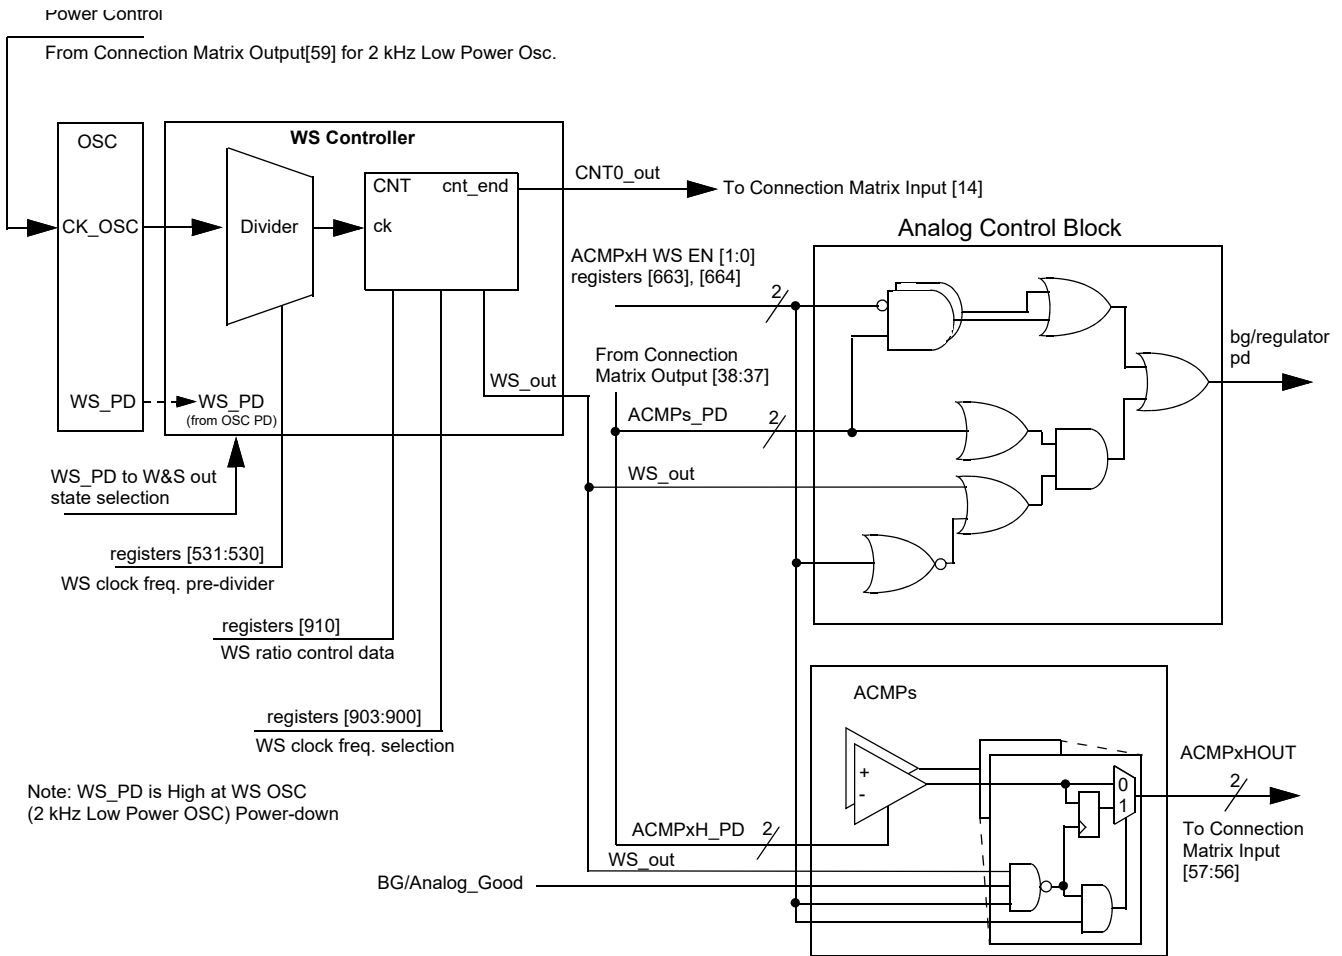 Power Control
From Connection Matrix Output[59] for 2 kHz Low Power Osc.
OSC
WS Controller
CNT cnt_end
CK_OSC
Divider
ck
CNT0_out
To Connection Matrix Input [14]
Analog Control Block
ACMPxH WS EN [1:0]
registers [663], [664]
2
bg/regulator
pd
From Connection
Matrix Output [38:37]
WS_out
WS_PD
WS_PD
(from OSC PD)
ACMPs_PD
2
WS_out
WS_PD to W&S out
state selection
registers [531:530]
WS clock freq. pre-divider
registers [910]
WS ratio control data
registers [903:900]
WS clock freq. selection
ACMPs
ACMPxHOUT
+
-
0
1
2
Note: WS_PD is High at WS OSC
(2 kHz Low Power OSC) Power-down
To Connection
Matrix Input
[57:56]
ACMPxH_PD
2
WS_out
BG/Analog_Good